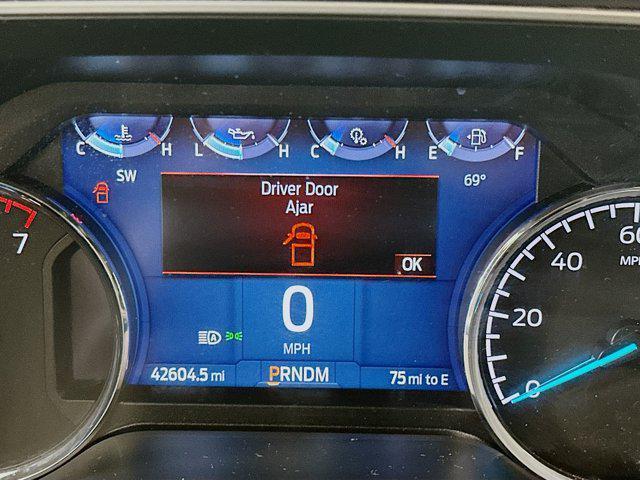 C H L H C H E F
SW
69°
Driver Door
Ajar
OK
7
0
MPH
A
42604.5 mi
PRNDM
75 mi to E
0
20
40
60